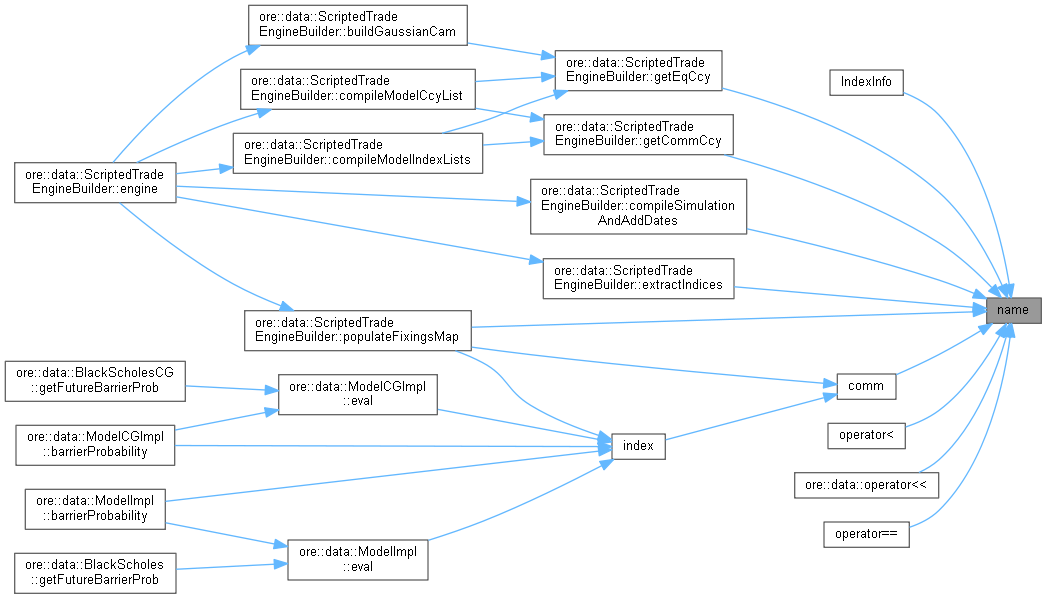 ore::data::ScriptedTrade
EngineBuilder::buildGaussianCam
ore::data::ScriptedTrade
EngineBuilder::getEqCcy
IndexInfo
ore::data::ScriptedTrade
EngineBuilder::compileModelCcyList
ore::data::ScriptedTrade
EngineBuilder::getCommCcy
ore::data::ScriptedTrade
EngineBuilder::compileModelIndexLists
ore::data::ScriptedTrade
EngineBuilder::engine
ore::data::ScriptedTrade
EngineBuilder::compileSimulation
AndAddDates
ore::data::ScriptedTrade
EngineBuilder::extractIndices
name
ore::data::ScriptedTrade
EngineBuilder::populateFixingsMap
ore::data::BlackScholesCG
::getFutureBarrierProb
ore::data::ModelCGImpl
::eval
comm
ore::data::ModelCGImpl
::barrierProbability
index
operator<
ore::data::operator<<
ore::data::ModelImpl
::barrierProbability
operator==
ore::data::ModelImpl
::eval
ore::data::BlackScholes
::getFutureBarrierProb